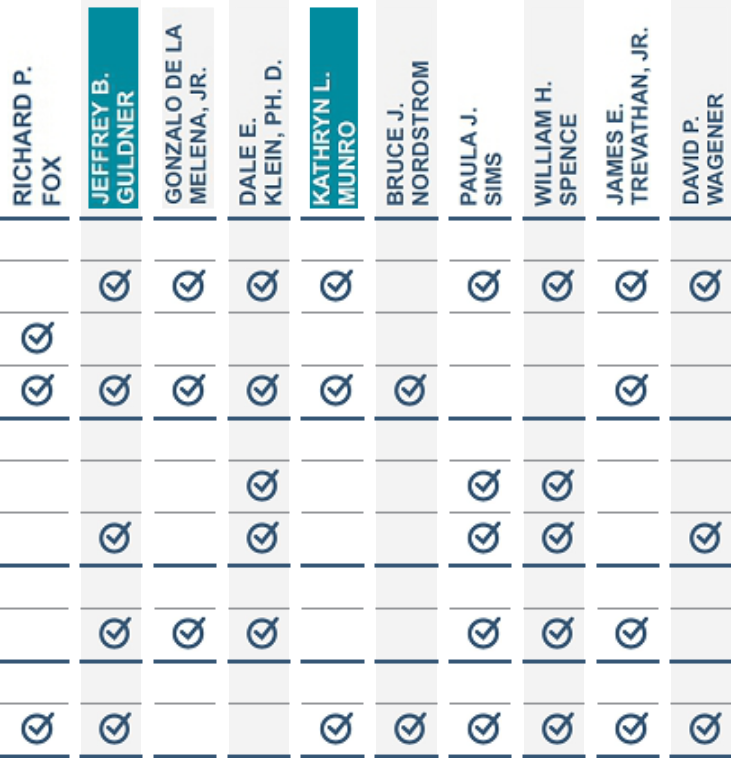 RICHARD P.
FOX
JEFFREY B.
GULDNER
GONZALO DE LA
MELENA, JR.
DALE E.
KLEIN, PH. D.
KATHRYN L.
MUNRO
BRUCE J.
NORDSTROM
PAULA J.
SIMS
WILLIAM H.
SPENCE
JAMES E.
TREVATHAN, JR.
DAVID P.
WAGENER